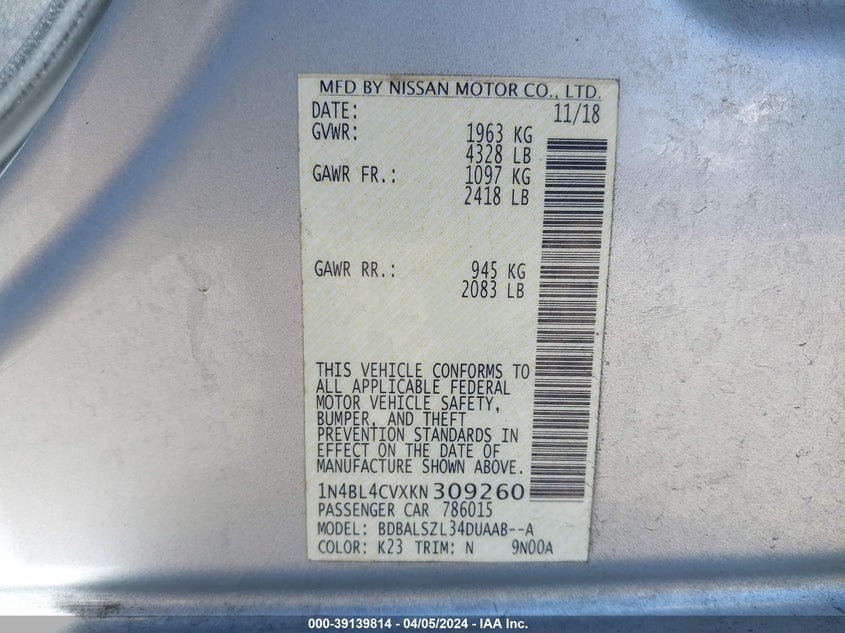 MFD BY NISSAN MOTOR CO., LTD.
DATE: 11/18
GVWR: 1963 KG
4328 LB
GAWR FR.: 1097 KG
2418 LB
GAWR RR.: 945 KG
2083 LB
THIS VEHICLE CONFORMS TO
ALL APPLICABLE FEDERAL
MOTOR VEHICLE SAFETY,
BUMPER, AND THEFT
PREVENTION STANDARDS IN
EFFECT ON THE DATE OF
MANUFACTURE SHOWN ABOVE.
1N4BL4CVXKN 309260
PASSENGER CAR 786015
MODEL: BDBALSZL34DUAAB--A
COLOR: K23 TRIM: N 9N00A
000-39139814 - 04/05/2024 - IAA Inc.